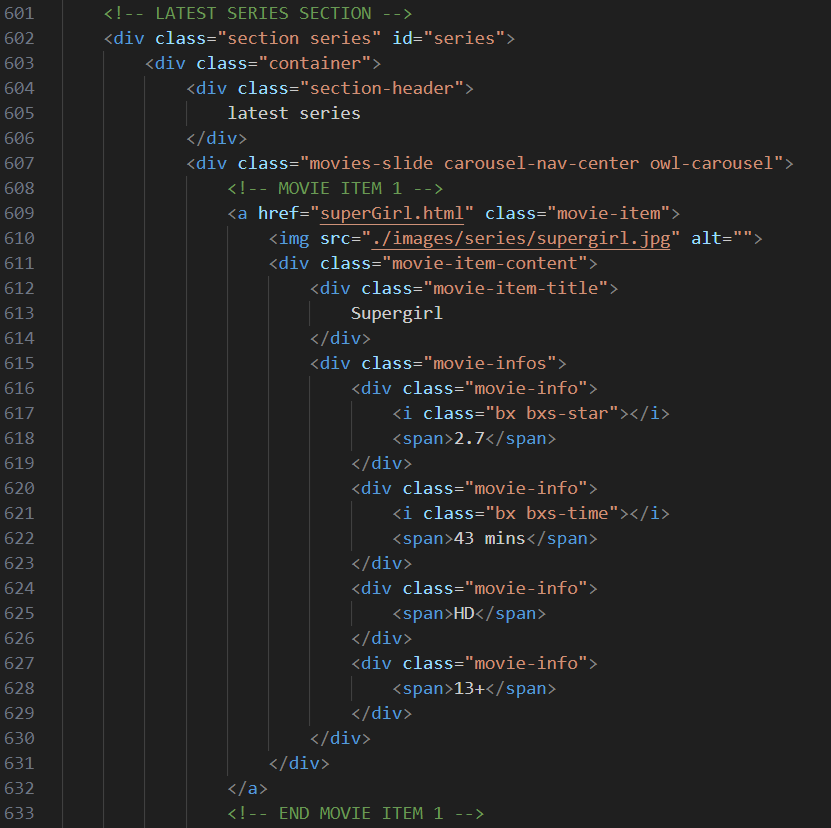 601 <!-- LATEST SERIES SECTION -->
602 <div class="section series" id="series">
603 <div class="container">
604 <div class="section-header">
605 latest series
606 </div>
607 <div class="movies-slide carousel-nav-center owl-carousel">
608 <!-- MOVIE ITEM 1 -->
609 <a href="superGirl.html" class="movie-item">
610 <img src="./images/series/supergirl.jpg" alt="">
611 <div class="movie-item-content">
612 <div class="movie-item-title">
613 Supergirl
614 </div>
615 <div class="movie-infos">
616 <div class="movie-info">
617 <i class="bx bxs-star"></i>
618 <span>2.7</span>
619 </div>
620 <div class="movie-info">
621 <i class="bx bxs-time"></i>
622 <span>43 mins</span>
623 </div>
624 <div class="movie-info">
625 <span>HD</span>
626 </div>
627 <div class="movie-info">
628 <span>13+</span>
629 </div>
630 </div>
631 </div>
632 </a>
633 <!-- END MOVIE ITEM 1 -->